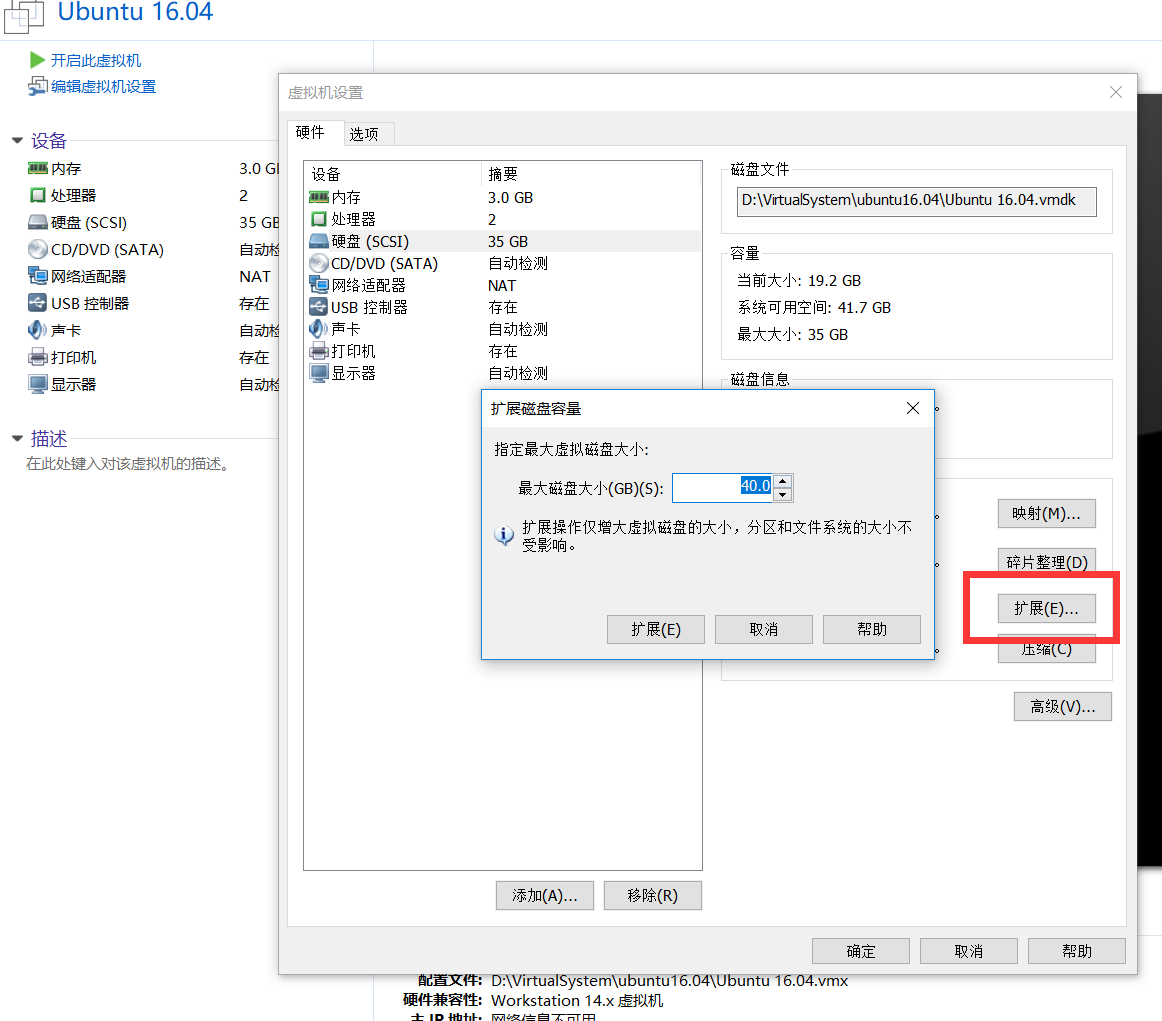 Ubuntu 16.04
开启此虚拟机
编辑虚拟机设置
设备
内存 3.0 GB
处理器 2
硬盘 (SCSI) 35 GB
CD/DVD (SATA) 自动检
网络适配器 NAT
USB 控制器 存在
声卡 自动检
打印机 存在
显示器 自动检
描述
在此处键入对该虚拟机的描述。
虚拟机设置
硬件 选项
设备 摘要
内存 3.0 GB
处理器 2
硬盘 (SCSI) 35 GB
CD/DVD (SATA) 自动检测
网络适配器 NAT
USB 控制器 存在
声卡 自动检测
打印机 存在
显示器 自动检测
添加(A)... 移除(R)
磁盘文件
D:\VirtualSystem\ubuntu16.04\Ubuntu 16.04.vmdk
容量
当前大小: 19.2 GB
系统可用空间: 41.7 GB
最大大小: 35 GB
磁盘信息
扩展磁盘容量
指定最大虚拟磁盘大小:
最大磁盘大小(GB)(S): 40.0
扩展操作仅增大虚拟磁盘的大小，分区和文件系统的大小不
受影响。
扩展(E) 取消 帮助
映射(M)...
碎片整理(D)
扩展(E)...
压缩(C)
高级(V)...
确定 取消 帮助
配置文件: D:\VirtualSystem\ubuntu16.04\Ubuntu 16.04.vmx
硬件兼容性: Workstation 14.x 虚拟机
主 IP 地址: 网络信息不可用